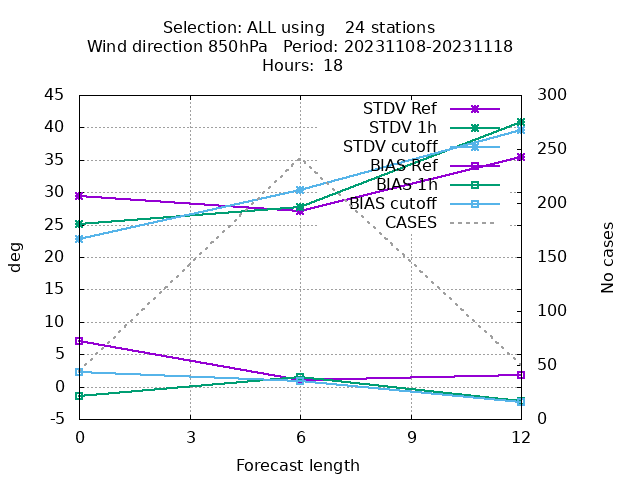 Selection: ALL using    24 stations
Wind direction 850hPa   Period: 20231108-20231118
Hours: 18
STDV Ref
STDV 1h
STDV cutoff
BIAS Ref
BIAS 1h
BIAS cutoff
CASES
deg
45
40
35
30
25
20
15
10
5
0
-5
No cases
300
250
200
150
100
50
0
0 3 6 9 12
Forecast length